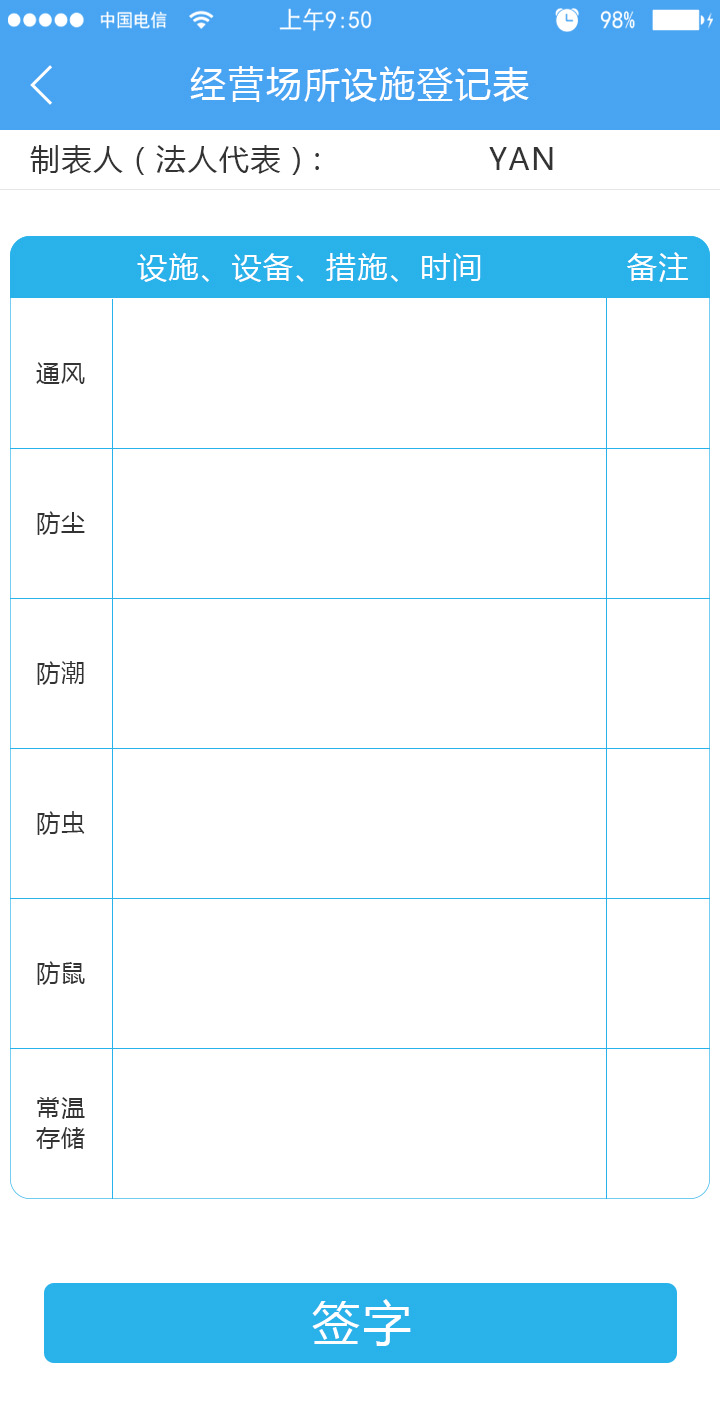 中国电信 上午9:50 98%
经营场所设施登记表
制表人（法人代表）： YAN
设施、设备、措施、时间 备注
通风
防尘
防潮
防虫
防鼠
常温
存储
签字